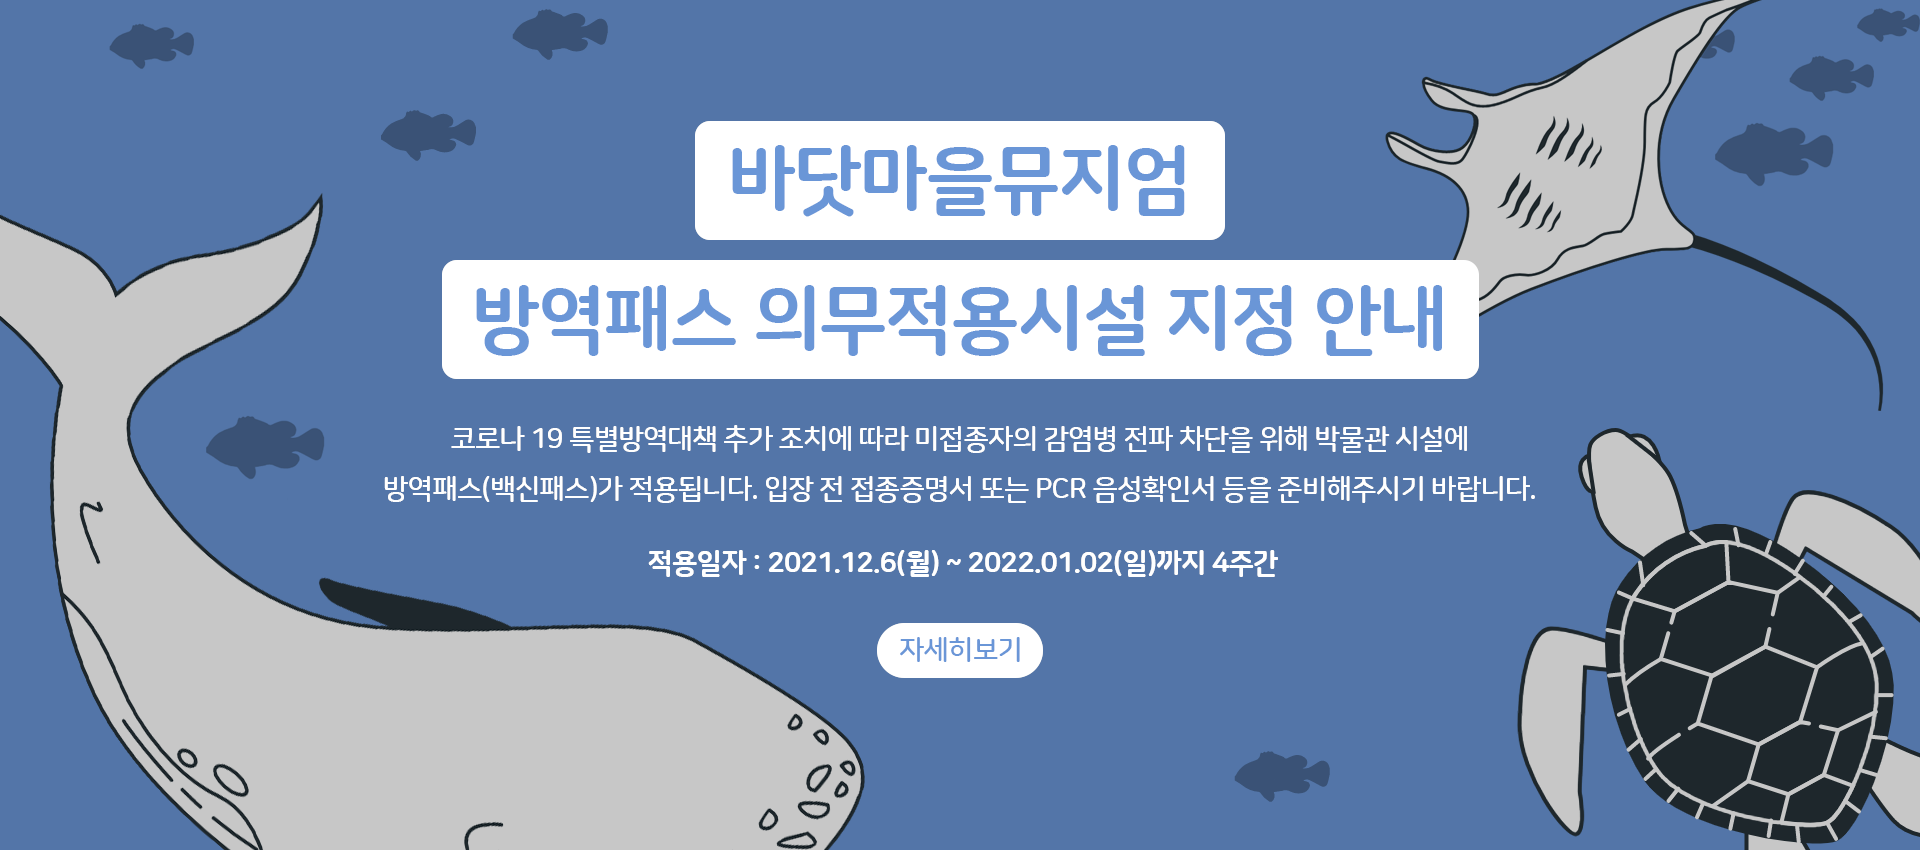 바닷마을뮤지엄
방역패스 의무적용시설 지정 안내
코로나 19 특별방역대책 추가 조치에 따라 미접종자의 감염병 전파 차단을 위해 박물관 시설에
방역패스(백신패스)가 적용됩니다. 입장 전 접종증명서 또는 PCR 음성확인서 등을 준비해주시기 바랍니다.
적용일자 : 2021.12.6(월) ~ 2022.01.02(일)까지 4주간
자세히보기